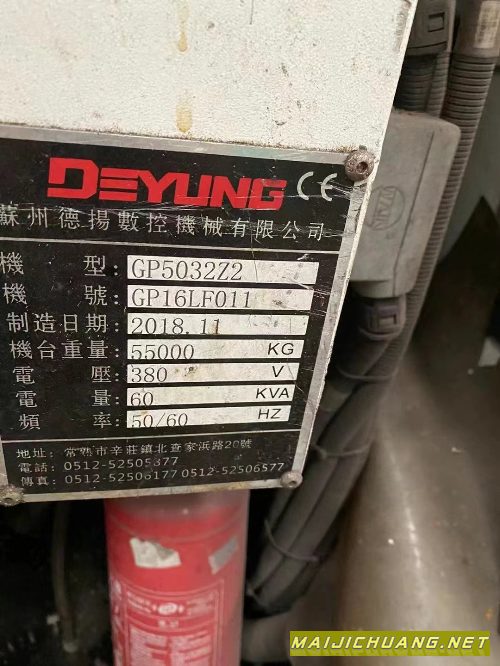 DEYUNG CE
蘇州德揚數控機械有限公司
機 型: GP5032Z2
機 號: GP16LF011
制造日期: 2018.11
機台重量: 55000 KG
電 壓: 380 V
電 量: 60 KVA
頻 率: 50/60 HZ
地址: 常熟市辛莊鎮北查家浜路20號
電話: 0512-52505377
傳真: 0512-52506177 0512-52506577
MAIJICHUANG.NET